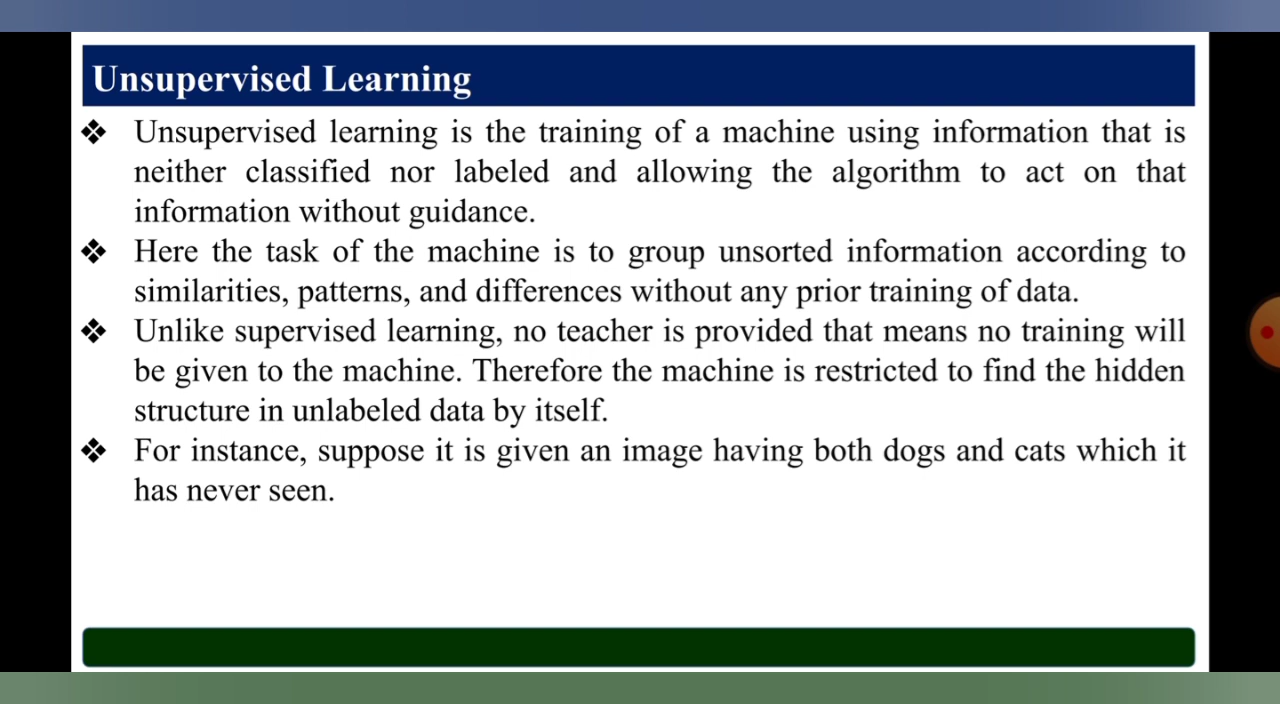 Unsupervised Learning
❖ Unsupervised learning is the training of a machine using information that is
neither classified nor labeled and allowing the algorithm to act on that
information without guidance.
❖ Here the task of the machine is to group unsorted information according to
similarities, patterns, and differences without any prior training of data.
❖ Unlike supervised learning, no teacher is provided that means no training will
be given to the machine. Therefore the machine is restricted to find the hidden
structure in unlabeled data by itself.
❖ For instance, suppose it is given an image having both dogs and cats which it
has never seen.